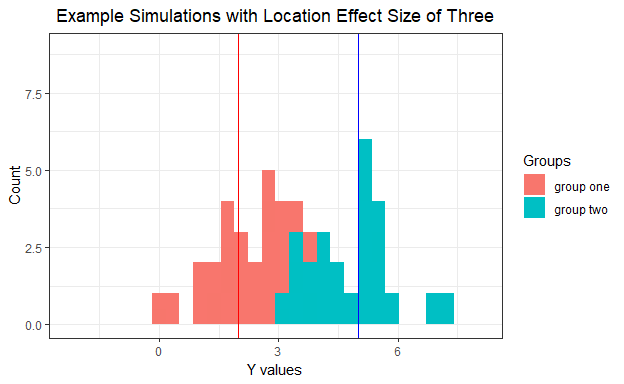 Example Simulations with Location Effect Size of Three
7.5
5.0
2.5
0.0
Count
0 3 6
Y values
Groups
group one
group two